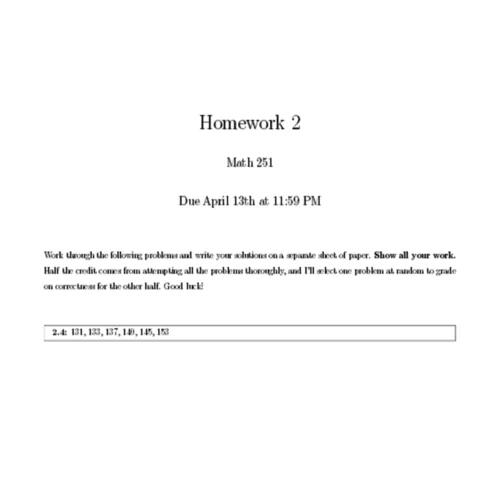 Homework 2
Math 251
Due April 13th at 11:59 PM
Work through the following problems and write your solutions on a separate sheet of paper. Show all your work.
Half the credit comes from attempting all the problems thoroughly, and I'll select one problem at random to grade
on correctness for the other half. Good luck!
2.4: 131, 133, 137, 140, 145, 153